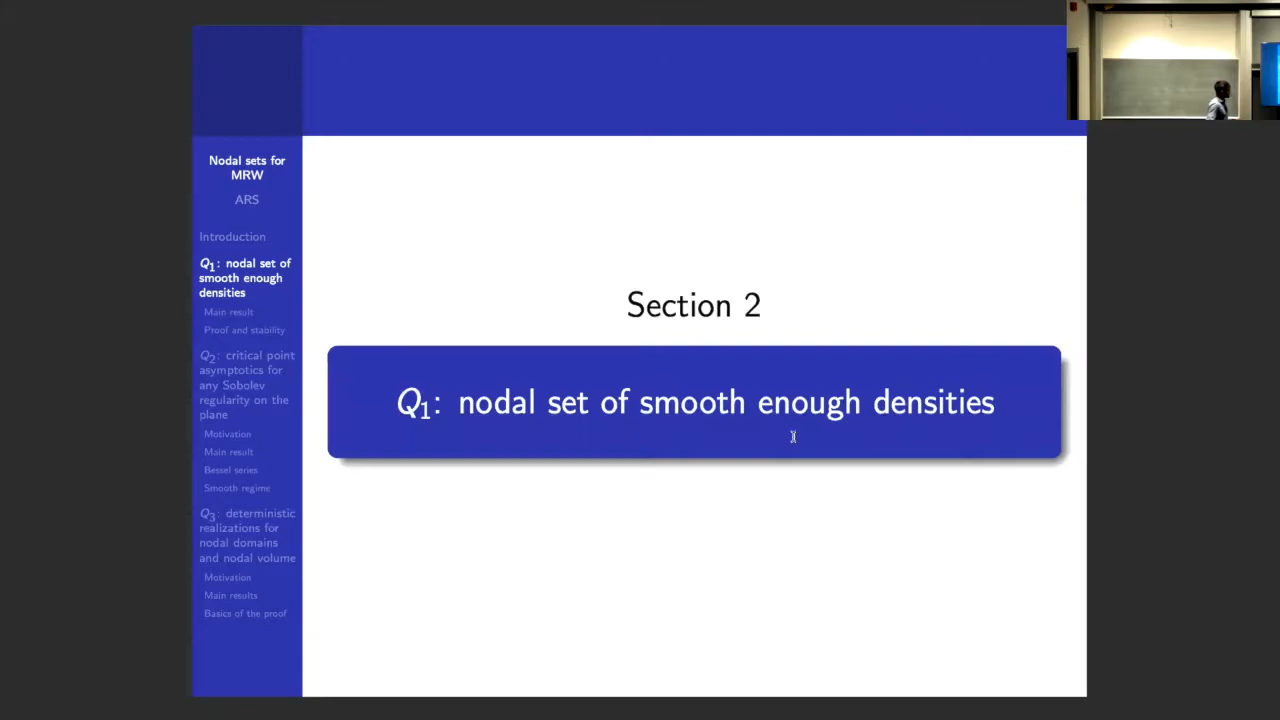 Nodal sets for
MRW
ARS
Introduction
Q1: nodal set of
smooth enough
densities
Main result
Proof and stability
Q2: critical point
asymptotics for
any Sobolev
regularity on the
plane
Motivation
Main result
Bessel series
Smooth regime
Q3: deterministic
realizations for
nodal domains
and nodal volume
Motivation
Main results
Basics of the proof
Section 2
Q1: nodal set of smooth enough densities